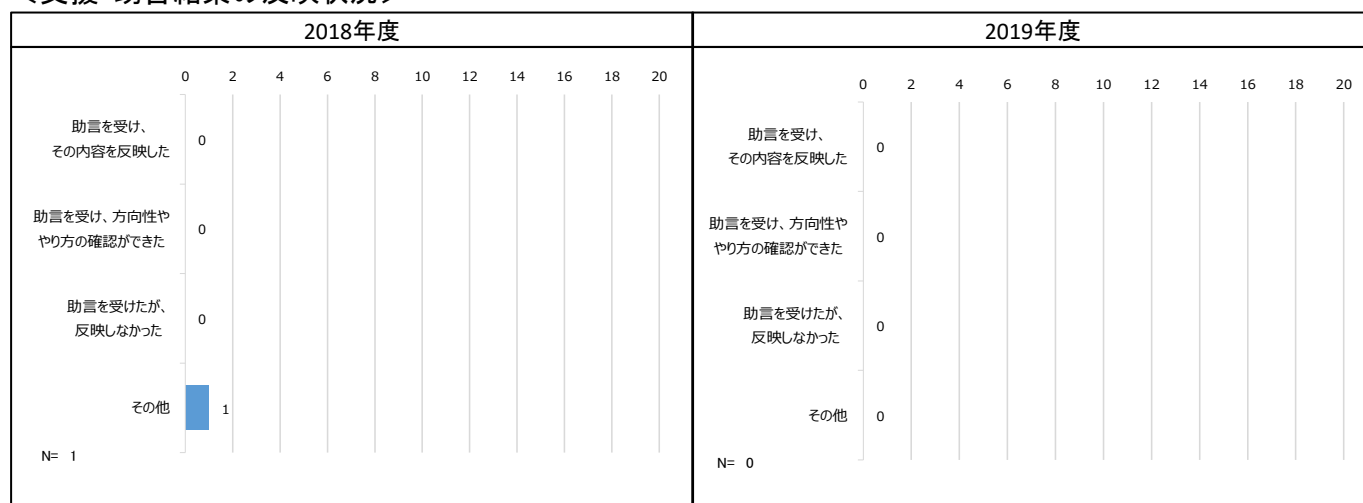 2018年度
0 2 4 6 8 10 12 14 16 18 20
助言を受け、
その内容を反映した
0
助言を受け、方向性や
やり方の確認ができた
0
助言を受けたが、
反映しなかった
0
その他
1
N= 1
2019年度
0 2 4 6 8 10 12 14 16 18 20
助言を受け、
その内容を反映した
0
助言を受け、方向性や
やり方の確認ができた
0
助言を受けたが、
反映しなかった
0
その他
0
N= 0